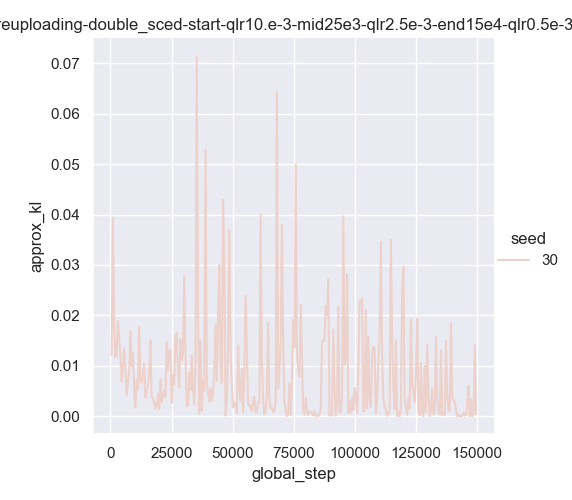 reuploading-double_sced-start-qlr10.e-3-mid25e3-qlr2.5e-3-end15e4-qlr0.5e-3
0.07
0.06
0.05
0.04
0.03
0.02
0.01
0.00
approx_kl
0 25000 50000 75000 100000 125000 150000
global_step
seed
30